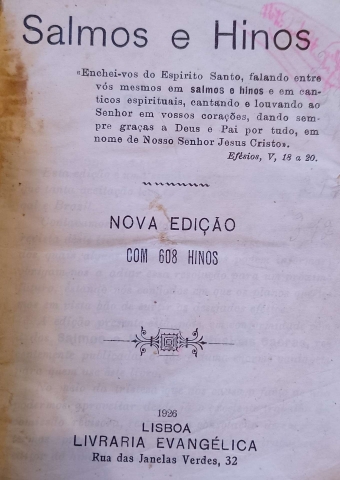 Salmos e Hinos
«Enchei-vos do Espirito Santo, falando entre
vós mesmos em salmos e hinos e em can-
ticos espirituais, cantando e louvando ao
Senhor em vossos corações, dando sem-
pre graças a Deus e Pai por tudo, em
nome de Nosso Senhor Jesus Cristo».
Efésios, V, 18 a 20.
NOVA EDIÇÃO
COM 608 HINOS
1926
LISBOA
LIVRARIA EVANGÉLICA
Rua das Janelas Verdes, 32